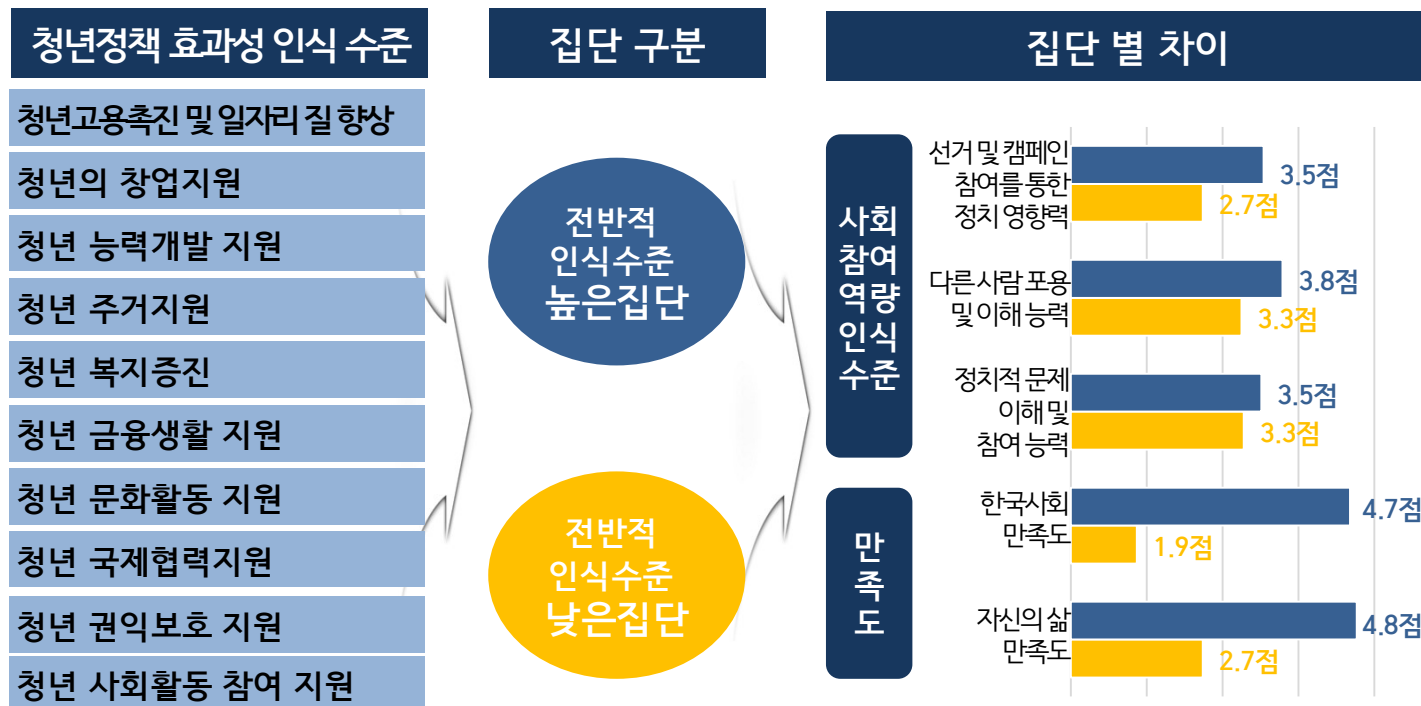 청년정책 효과성 인식 수준
청년고용촉진 및 일자리 질 향상
청년의 창업지원
청년 능력개발 지원
청년 주거지원
청년 복지증진
청년 금융생활 지원
청년 문화활동 지원
청년 국제협력지원
청년 권익보호 지원
청년 사회활동 참여 지원
집단 구분
전반적
인식수준
높은집단
전반적
인식수준
낮은집단
집단 별 차이
사회
참여
역량
인식
수준
선거 및 캠페인
참여를 통한
정치 영향력
3.5점
2.7점
다른 사람 포용
및 이해 능력
3.8점
3.3점
정치적 문제
이해 및
참여 능력
3.5점
3.3점
만
족
도
한국사회
만족도
4.7점
1.9점
자신의 삶
만족도
4.8점
2.7점